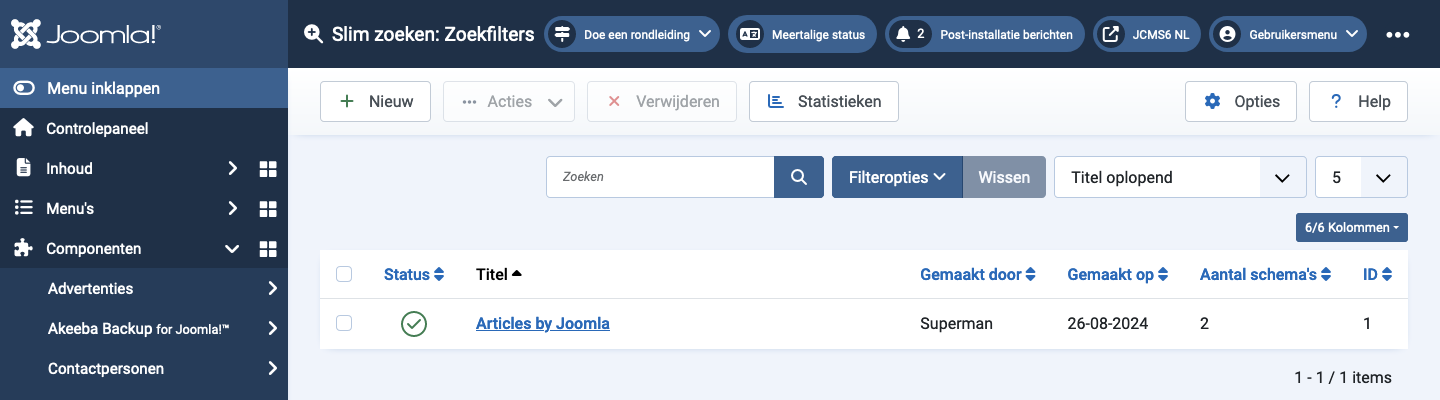 Joomla!® Slim zoeken: Zoekfilters Doe een rondleiding Meertalige status 2 Post-installatie berichten JCMS6 NL Gebruikersmenu
Menu inklappen
Nieuw Acties Verwijderen Statistieken Opties ? Help
Controlepaneel
Inhoud
Zoeken Filteropties Wissen Titel oplopend 5
Menu's
6/6 Kolommen
Componenten
Status Titel Gemaakt door Gemaakt op Aantal schema's ID
Advertenties
Articles by Joomla Superman 26-08-2024 2 1
Akeeba Backup for Joomla!™
Contactpersonen
1 - 1 / 1 items